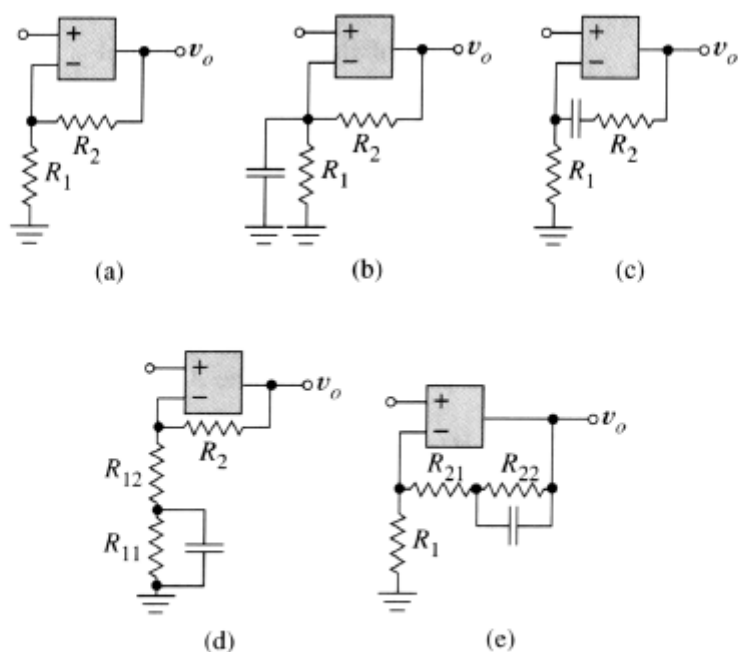 +
−
v_o
R_2
R_1
(a)
+
−
v_o
R_2
R_1
(b)
+
−
v_o
R_2
R_1
(c)
+
−
v_o
R_2
R_12
R_11
(d)
+
−
v_o
R_21
R_22
R_1
(e)